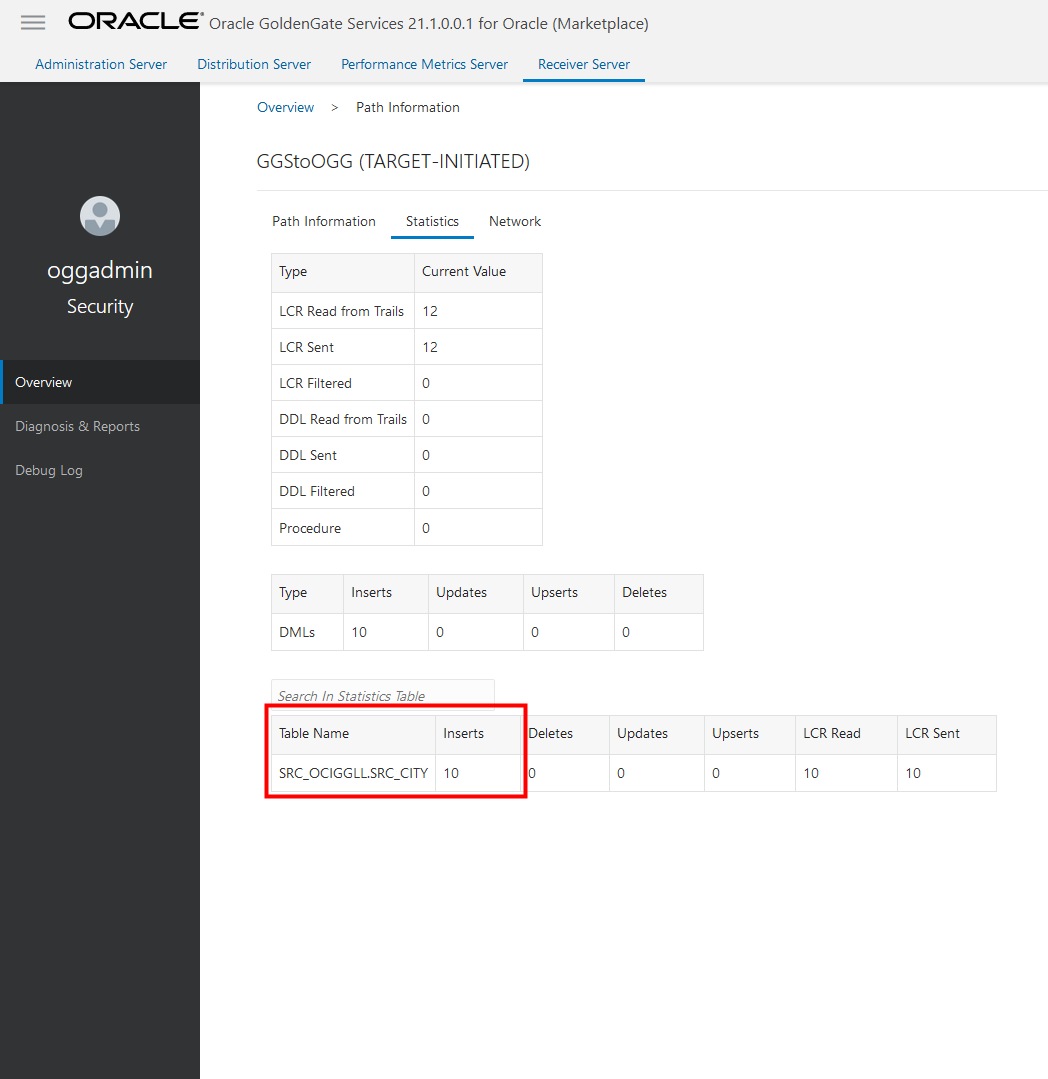 ORACLE Oracle GoldenGate Services 21.1.0.0.1 for Oracle (Marketplace)
Administration Server Distribution Server Performance Metrics Server Receiver Server
Overview > Path Information
GGStoOGG (TARGET-INITIATED)
Path Information Statistics Network
oggadmin
Security
Overview
Diagnosis & Reports
Debug Log
Type Current Value
LCR Read from Trails 12
LCR Sent 12
LCR Filtered 0
DDL Read from Trails 0
DDL Sent 0
DDL Filtered 0
Procedure 0
Type Inserts Updates Upserts Deletes
DMLs 10 0 0 0
Search In Statistics Table
Table Name Inserts Deletes Updates Upserts LCR Read LCR Sent
SRC_OCIGGLL.SRC_CITY 10 0 0 0 10 10